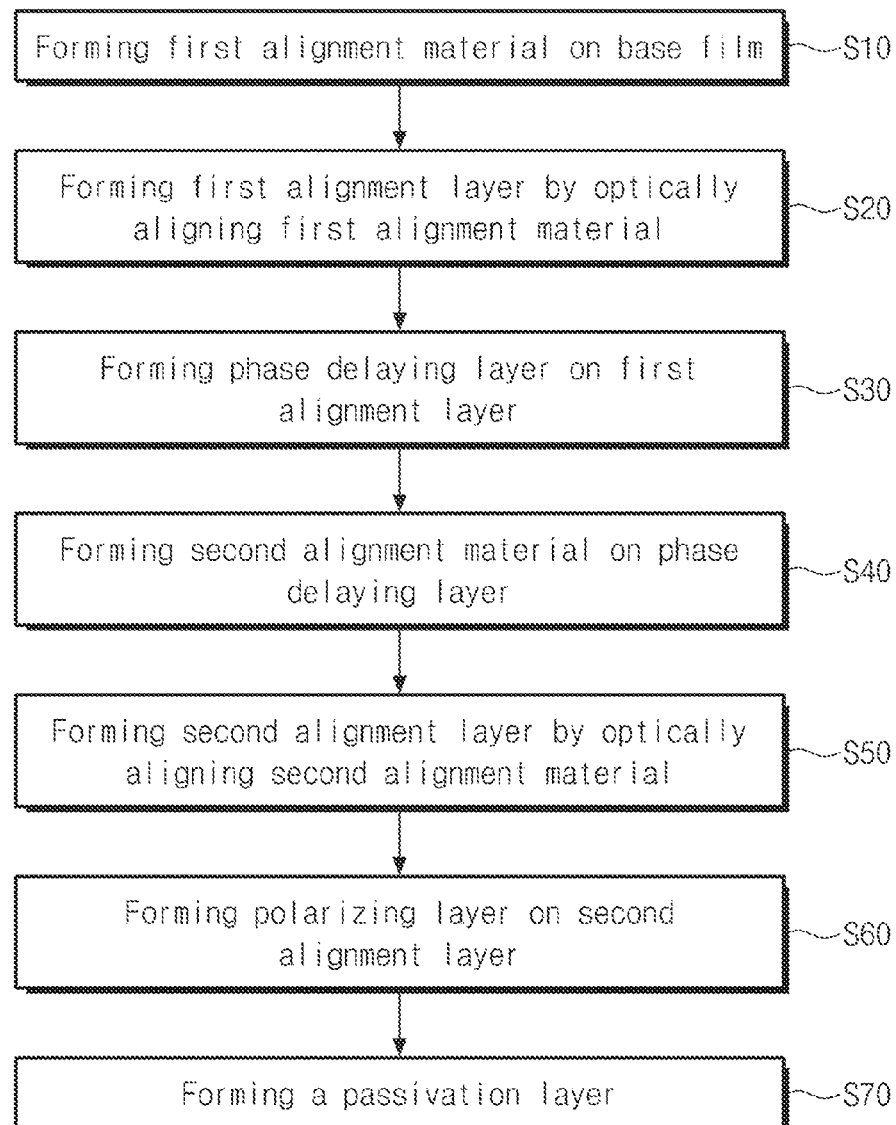 Forming first alignment material on base film
S10
Forming first alignment layer by optically
aligning first alignment material
S20
Forming phase delaying layer on first
alignment layer
S30
Forming second alignment material on phase
delaying layer
S40
Forming second alignment layer by optically
aligning second alignment material
S50
Forming polarizing layer on second
alignment layer
S60
Forming a passivation layer
S70